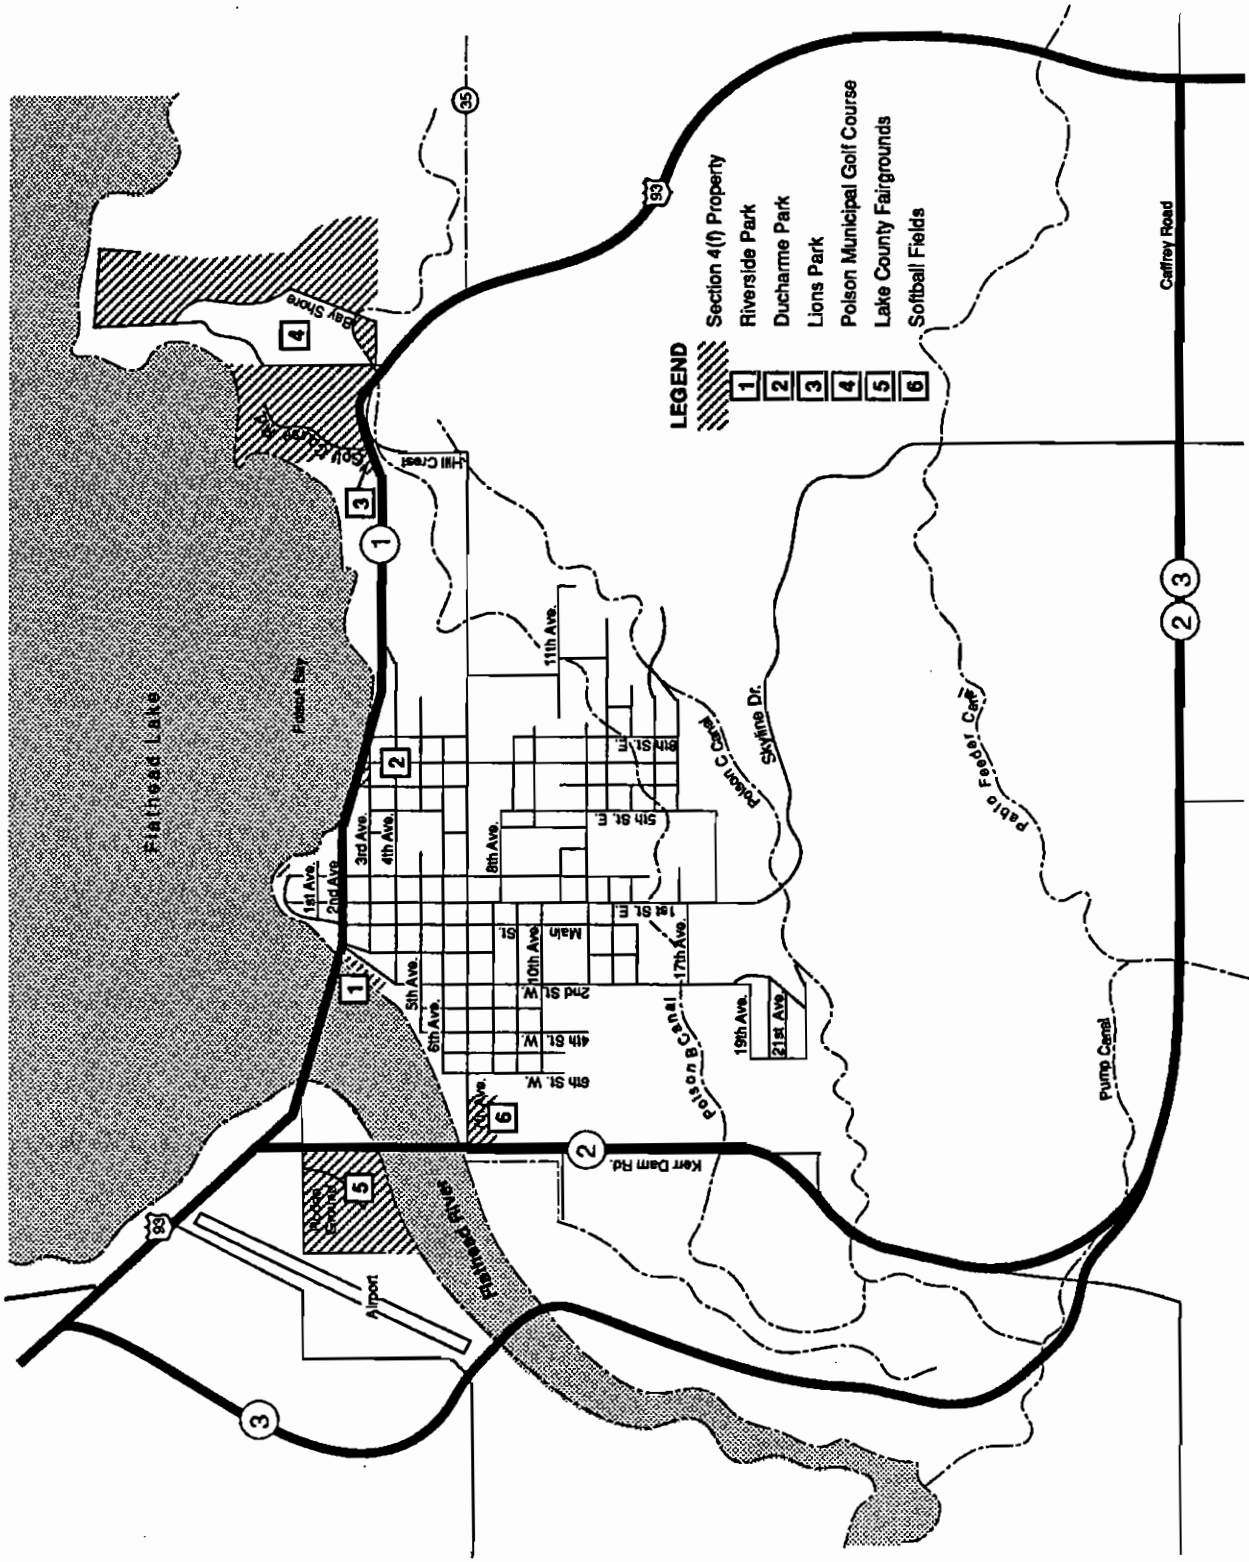 Flathead Lake
Polson Bay
35
93
4
Bay Shore
Golf Course Rd.
3
1
Hill Crest
LEGEND
Section 4(f) Property
1 Riverside Park
2 Ducharme Park
3 Lions Park
4 Polson Municipal Golf Course
5 Lake County Fairgrounds
6 Softball Fields
Caffrey Road
2 3
11th Ave.
2
8th St. E.
Polson C Canal
Skyline Dr.
Pablo Feeder Canal
1st Ave.
2nd Ave.
3rd Ave.
4th Ave.
8th Ave.
5th St. E.
1st St. E.
Main
St.
10th Ave.
17th Ave.
1
5th Ave.
6th Ave.
2nd St. W.
4th St. W.
6th St. W.
Polson B Canal
19th Ave.
21st Ave.
Pump Canal
Ave.
6
2
Kerr Dam Rd.
5
Flathead River
93
Airport
3